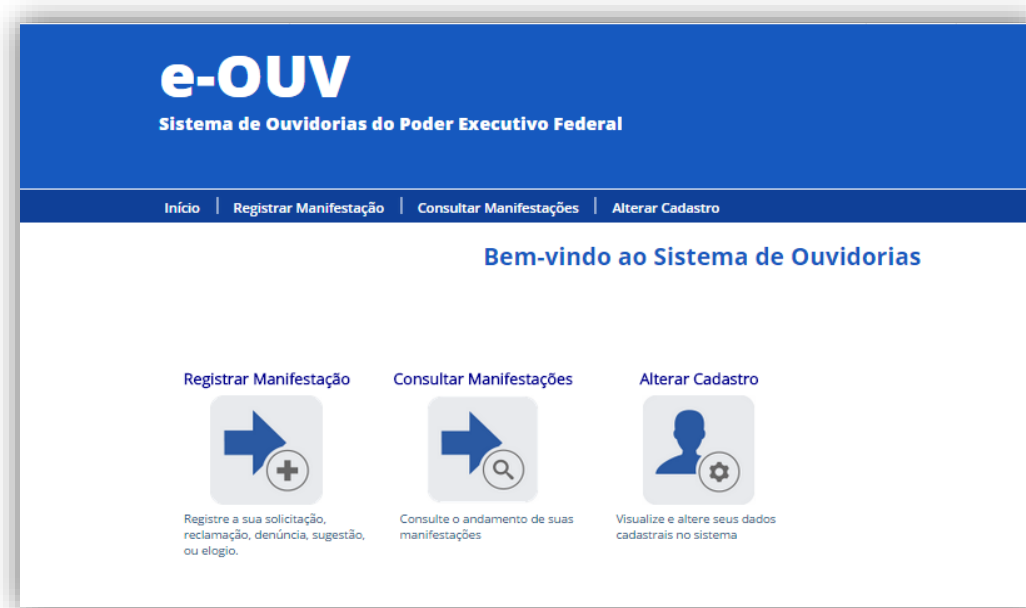 e-OUV
Sistema de Ouvidorias do Poder Executivo Federal
Início | Registrar Manifestação | Consultar Manifestações | Alterar Cadastro
Bem-vindo ao Sistema de Ouvidorias
Registrar Manifestação
Registre a sua solicitação,
reclamação, denúncia, sugestão,
ou elogio.
Consultar Manifestações
Consulte o andamento de suas
manifestações
Alterar Cadastro
Visualize e altere seus dados
cadastrais no sistema